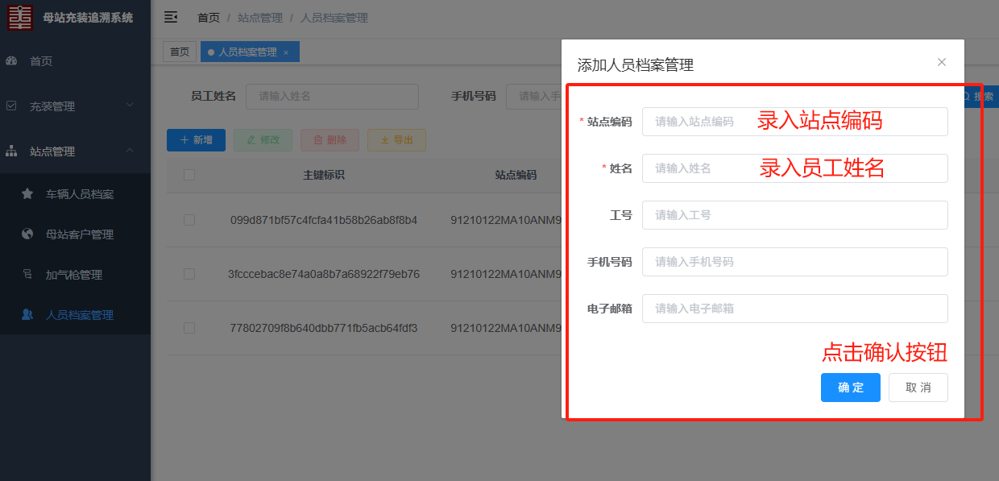 母站充装追溯系统
首页 / 站点管理 / 人员档案管理
首页
人员档案管理 ×
首页
充装管理
站点管理
车辆人员档案
母站客户管理
加气枪管理
人员档案管理
员工姓名 请输入姓名 手机号码 请输入手
搜索
+ 新增 修改 删除 导出
主键标识 站点编码
099d871bf57c4fcfa41b58b26ab8f8b4 91210122MA10ANM9
3fcccebac8e74a0a8b7a68922f79eb76 91210122MA10ANM9
77802709f8b640dbb771fb5acb64fdf3 91210122MA10ANM9
添加人员档案管理 ×
* 站点编码 请输入站点编码 录入站点编码
* 姓名 请输入姓名 录入员工姓名
工号 请输入工号
手机号码 请输入手机号码
电子邮箱 请输入电子邮箱
点击确认按钮
确 定 取 消